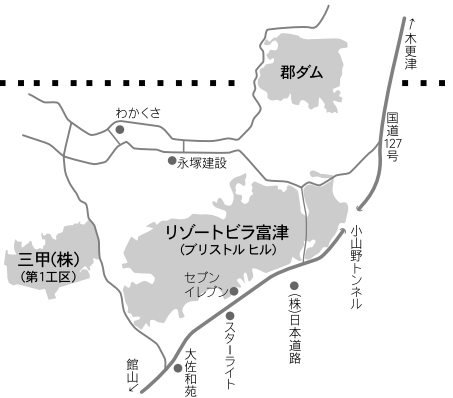 ↑木更津
郡ダム
国道127号
わかくさ
永塚建設
リゾートビラ富津
(ブリストル ヒル)
小山野トンネル
三甲(株)
(第1工区)
セブン
イレブン
(株)日本道路
スターライト
大佐和苑
館山↙